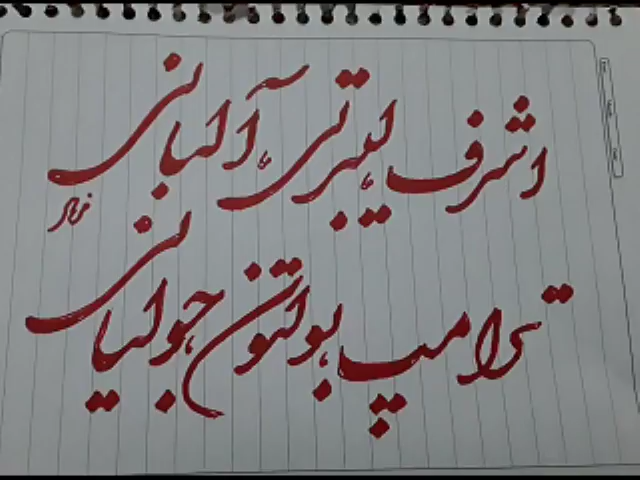 اشرف لیبرتی آلبانی
ترامپ بولتون جولیانی